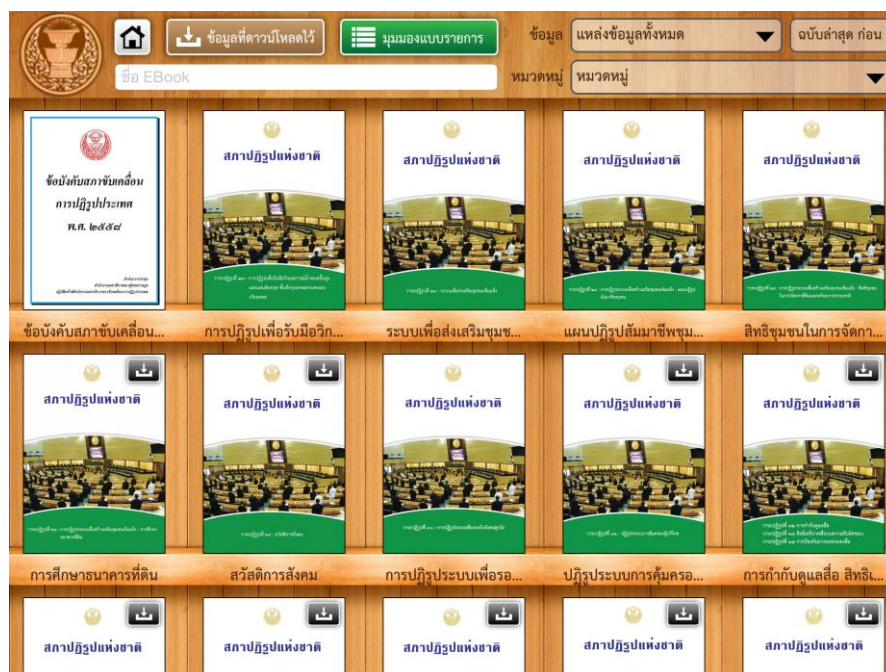 ข้อมูลที่ดาวน์โหลดไว้
มุมมองแบบรายการ
ข้อมูล
แหล่งข้อมูลทั้งหมด
ฉบับล่าสุด ก่อน
ชื่อ EBook
หมวดหมู่
หมวดหมู่
ข้อบังคับสภาขับเคลื่อน
การปฏิรูปประเทศ
พ.ศ. ๒๕๕๘
สภาปฏิรูปแห่งชาติ
สภาปฏิรูปแห่งชาติ
สภาปฏิรูปแห่งชาติ
สภาปฏิรูปแห่งชาติ
ข้อบังคับสภาขับเคลื่อน...
การปฏิรูปเพื่อรับมือวิก...
ระบบเพื่อส่งเสริมชุมช...
แผนปฏิรูปสัมมาชีพชุม...
สิทธิชุมชนในการจัดกา...
สภาปฏิรูปแห่งชาติ
สภาปฏิรูปแห่งชาติ
สภาปฏิรูปแห่งชาติ
สภาปฏิรูปแห่งชาติ
สภาปฏิรูปแห่งชาติ
การศึกษาธนาคารที่ดิน
สวัสดิการสังคม
การปฏิรูประบบเพื่อรอ...
ปฏิรูประบบการคุ้มครอ...
การกำกับดูแลสื่อ สิทธิเ...
สภาปฏิรูปแห่งชาติ
สภาปฏิรูปแห่งชาติ
สภาปฏิรูปแห่งชาติ
สภาปฏิรูปแห่งชาติ
สภาปฏิรูปแห่งชาติ